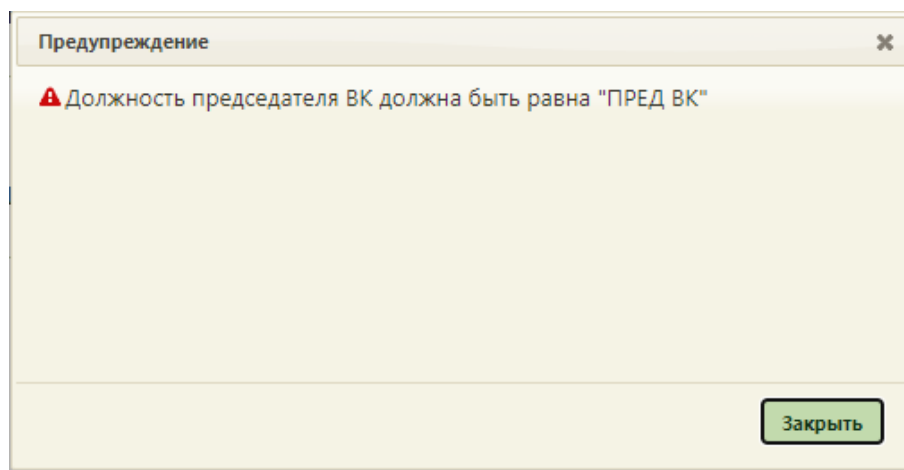 Предупреждение
Должность председателя ВК должна быть равна "ПРЕД ВК"
Закрыть